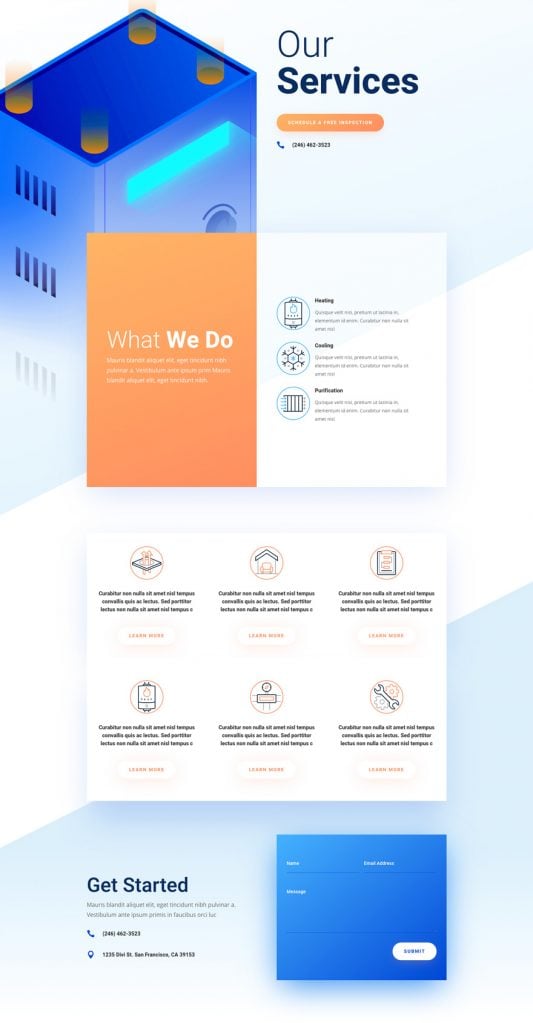 Our
Services
SCHEDULE A FREE INSPECTION
(246) 462-3523
What We Do
Mauris blandit aliquet elit, eget tincidunt nibh
pulvinar a. Vestibulum ante ipsum prim Mauris
blandit aliquet elit, eget tincidunt nibh.
Heating
Quisque velit nisi, pretium ut lacinia in,
elementum id enim. Curabitur non nulla sit
amet nisl
Cooling
Quisque velit nisi, pretium ut lacinia in,
elementum id enim. Curabitur non nulla sit
amet nisl
Purification
Quisque velit nisi, pretium ut lacinia in,
elementum id enim. Curabitur non nulla sit
amet nisl
Curabitur non nulla sit amet nisl tempus
convallis quis ac lectus. Sed porttitor
lectus non nulla sit amet nisl tempus c
LEARN MORE
Curabitur non nulla sit amet nisl tempus
convallis quis ac lectus. Sed porttitor
lectus non nulla sit amet nisl tempus c
LEARN MORE
Curabitur non nulla sit amet nisl tempus
convallis quis ac lectus. Sed porttitor
lectus non nulla sit amet nisl tempus c
LEARN MORE
Curabitur non nulla sit amet nisl tempus
convallis quis ac lectus. Sed porttitor
lectus non nulla sit amet nisl tempus c
LEARN MORE
Curabitur non nulla sit amet nisl tempus
convallis quis ac lectus. Sed porttitor
lectus non nulla sit amet nisl tempus c
LEARN MORE
Curabitur non nulla sit amet nisl tempus
convallis quis ac lectus. Sed porttitor
lectus non nulla sit amet nisl tempus c
LEARN MORE
Get Started
Mauris blandit aliquet elit, eget tincidunt nibh pulvinar a.
Vestibulum ante ipsum primis in faucibus orci luc
(246) 462-3523
1235 Divi St. San Francisco, CA 39153
Name
Email Address
Message
SUBMIT